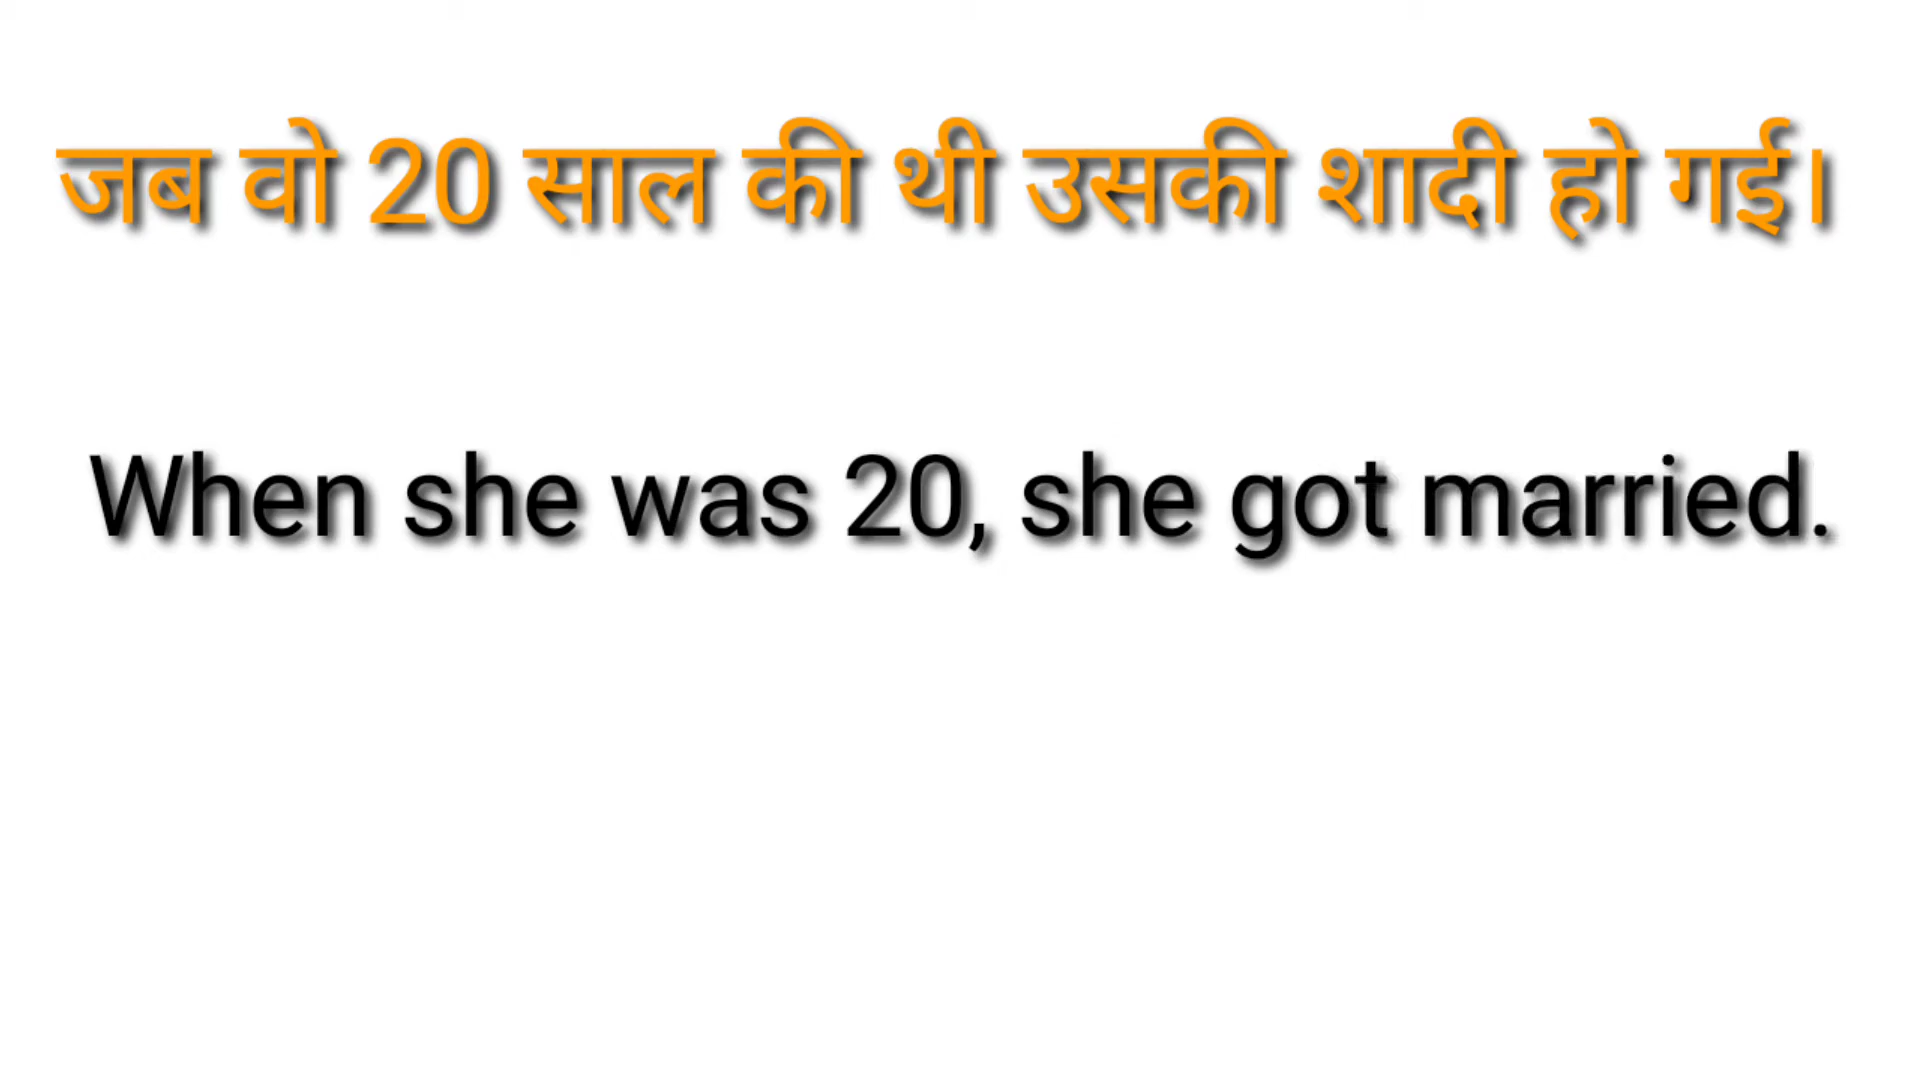 जब वो 20 साल की थी उसकी शादी हो गई।
When she was 20, she got married.